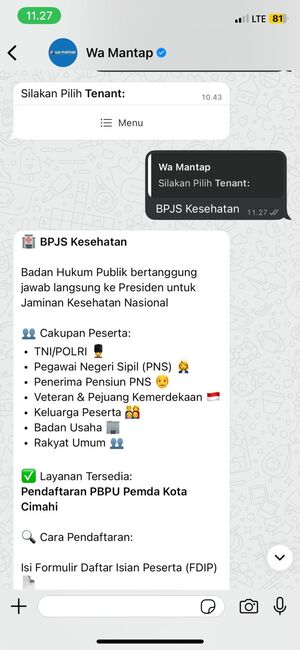 11.27
LTE 81
Wa Mantap
Silakan Pilih Tenant:
10.43
Menu
Wa Mantap
Silakan Pilih Tenant:
BPJS Kesehatan 11.27
BPJS Kesehatan
Badan Hukum Publik bertanggung
jawab langsung ke Presiden untuk
Jaminan Kesehatan Nasional
Cakupan Peserta:
• TNI/POLRI
• Pegawai Negeri Sipil (PNS)
• Penerima Pensiun PNS
• Veteran & Pejuang Kemerdekaan
• Keluarga Peserta
• Badan Usaha
• Rakyat Umum
Layanan Tersedia:
Pendaftaran PBPU Pemda Kota
Cimahi
Cara Pendaftaran:
Isi Formulir Daftar Isian Peserta (FDIP)